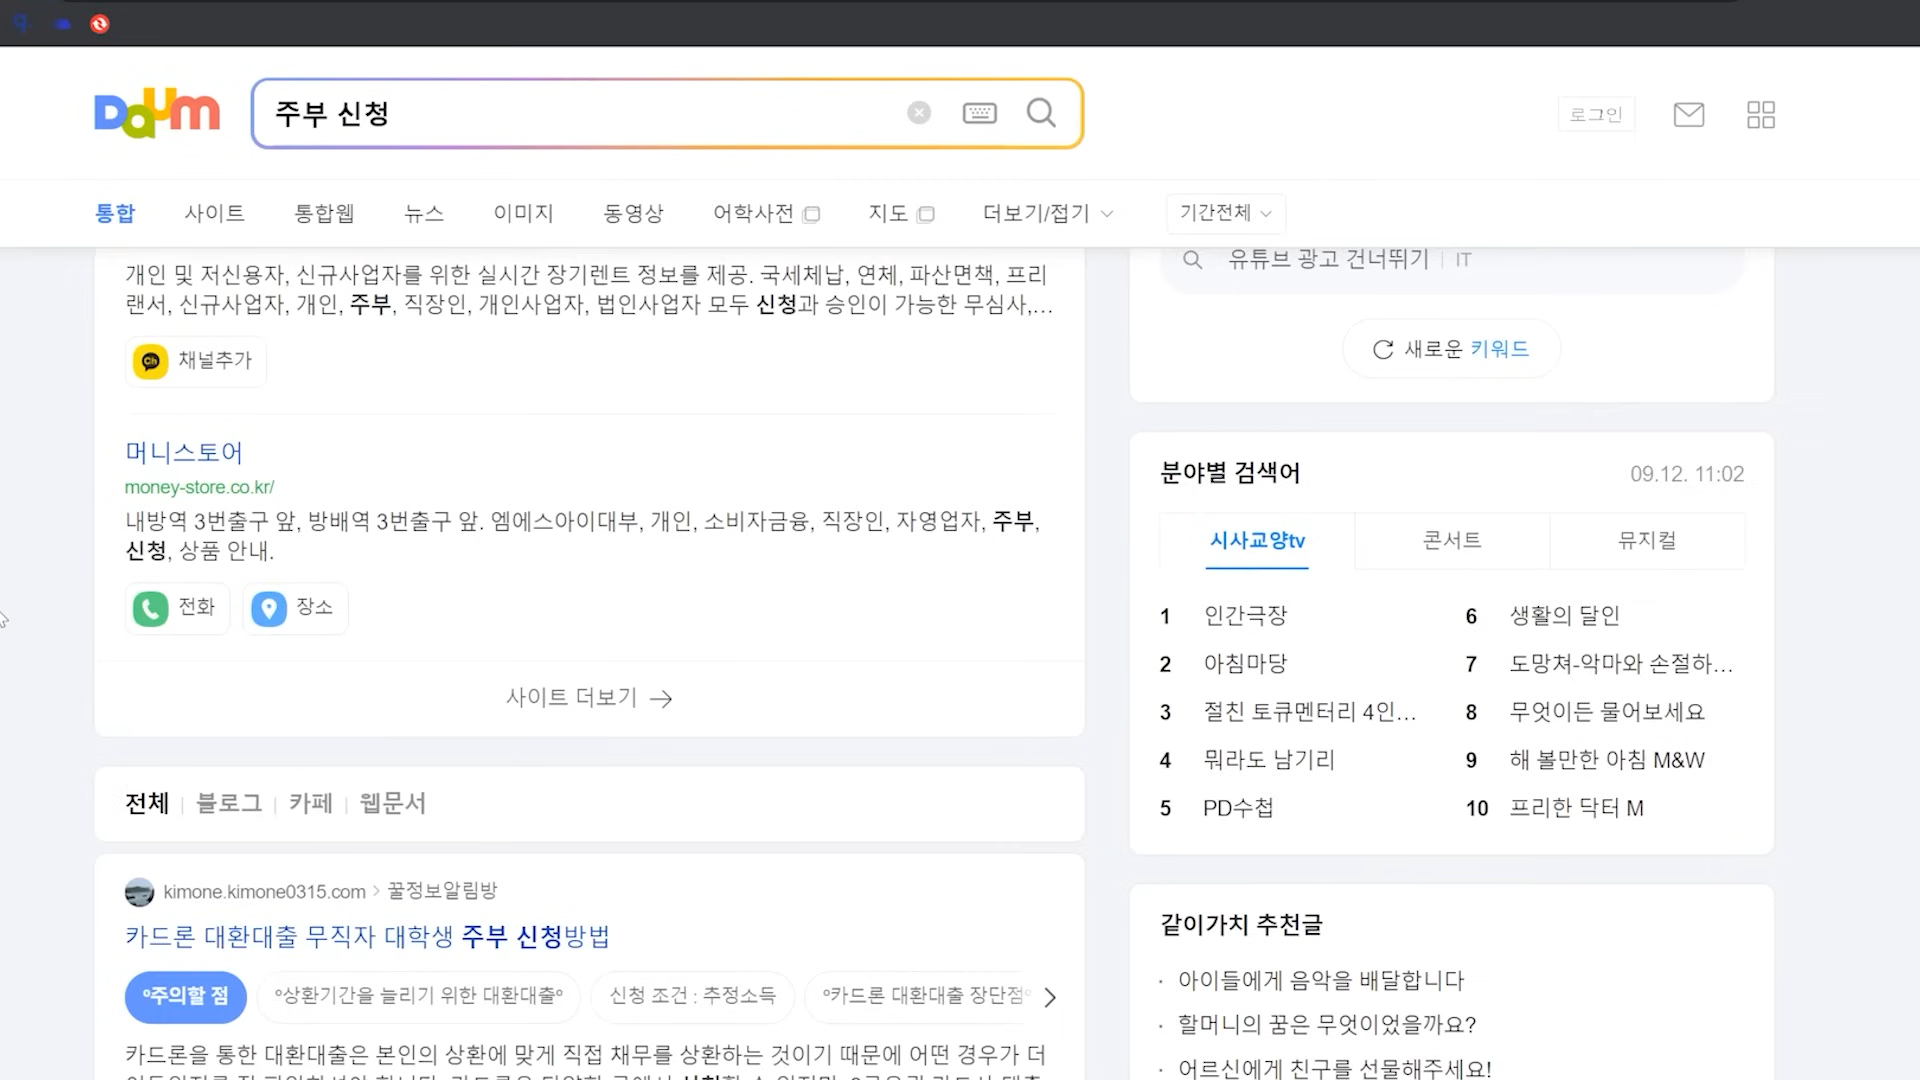 Daum
주부 신청
로그인
통합 사이트 통합웹 뉴스 이미지 동영상 어학사전 지도 더보기/접기 기간전체
개인 및 저신용자, 신규사업자를 위한 실시간 장기렌트 정보를 제공. 국세체납, 연체, 파산면책, 프리
랜서, 신규사업자, 개인, 주부, 직장인, 개인사업자, 법인사업자 모두 신청과 승인이 가능한 무심사,...
Ch 채널추가
머니스토어
money-store.co.kr/
내방역 3번출구 앞, 방배역 3번출구 앞. 엠에스아이대부, 개인, 소비자금융, 직장인, 자영업자, 주부,
신청, 상품 안내.
전화 장소
사이트 더보기
전체 블로그 카페 웹문서
kimone.kimone0315.com > 꿀정보알림방
카드론 대환대출 무직자 대학생 주부 신청방법
º주의할 점 º상환기간을 늘리기 위한 대환대출º 신청 조건 : 추정소득 º카드론 대환대출 장단점º
카드론을 통한 대환대출은 본인의 상환에 맞게 직접 채무를 상환하는 것이기 때문에 어떤 경우가 더
유튜브 광고 건너뛰기 IT
새로운 키워드
분야별 검색어 09.12. 11:02
시사교양tv 콘서트 뮤지컬
1 인간극장
2 아침마당
3 절친 토큐멘터리 4인...
4 뭐라도 남기리
5 PD수첩
6 생활의 달인
7 도망쳐-악마와 손절하...
8 무엇이든 물어보세요
9 해 볼만한 아침 M&W
10 프리한 닥터 M
같이가치 추천글
· 아이들에게 음악을 배달합니다
· 할머니의 꿈은 무엇이었을까요?
· 어르신에게 친구를 선물해주세요!